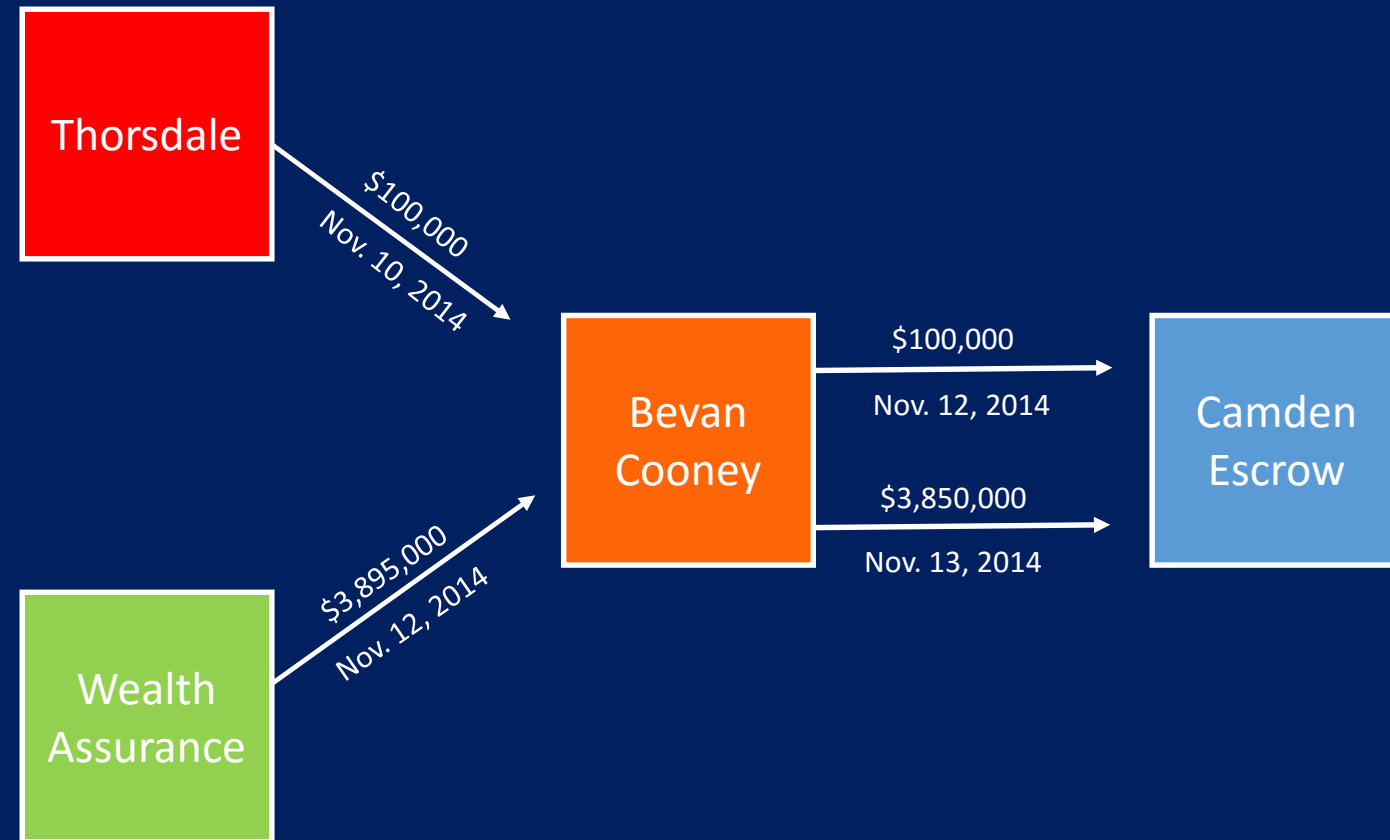 Thorsdale
$100,000
Nov. 10, 2014
Bevan
Cooney
$100,000
Nov. 12, 2014
$3,850,000
Nov. 13, 2014
Camden
Escrow
$3,895,000
Nov. 12, 2014
Wealth
Assurance